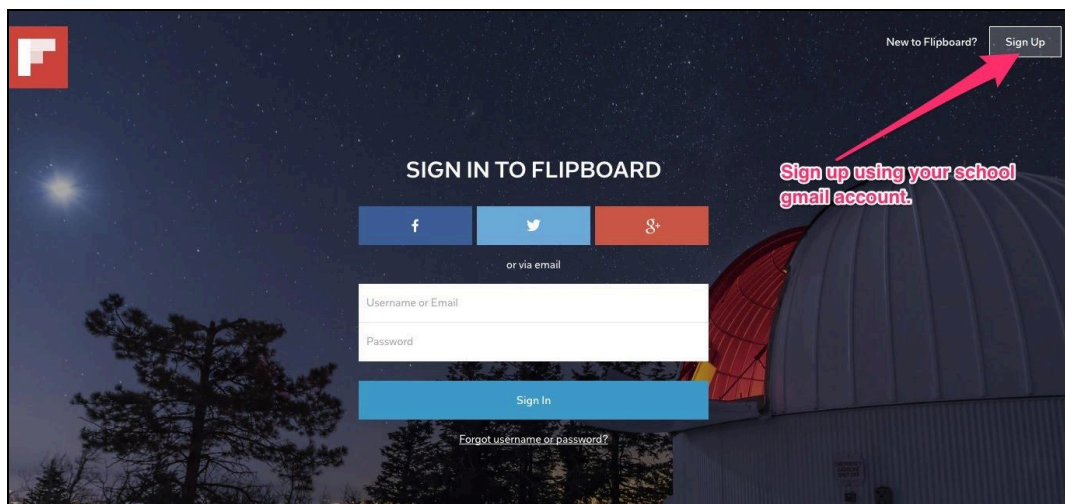 New to Flipboard?
Sign Up
SIGN IN TO FLIPBOARD
Sign up using your school
gmail account.
f
g+
or via email
Username or Email
Password
Sign In
Forgot username or password?